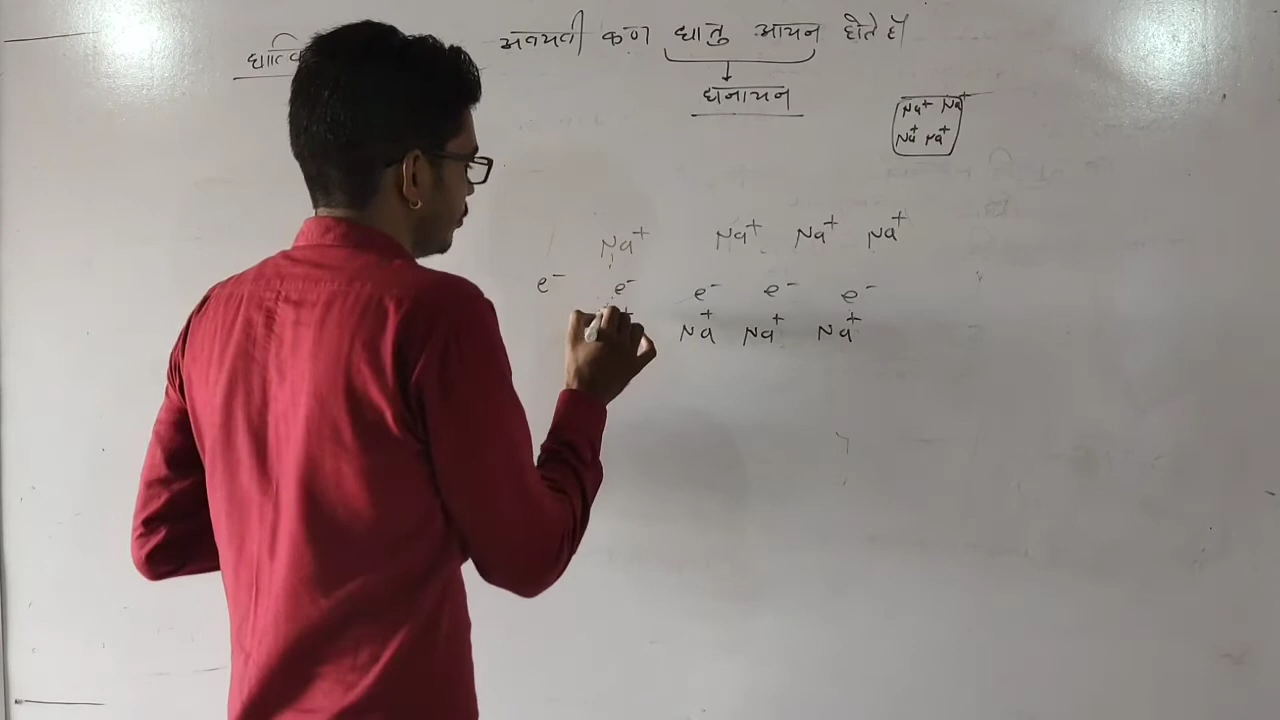 अवयवी कण धातु आयन होते हैं
धनायन
Na⁺ Na⁺
Na⁺ Na⁺
Na⁺ Na⁺ Na⁺ Na⁺
e⁻ e⁻ e⁻ e⁻ e⁻
Na⁺ Na⁺ Na⁺